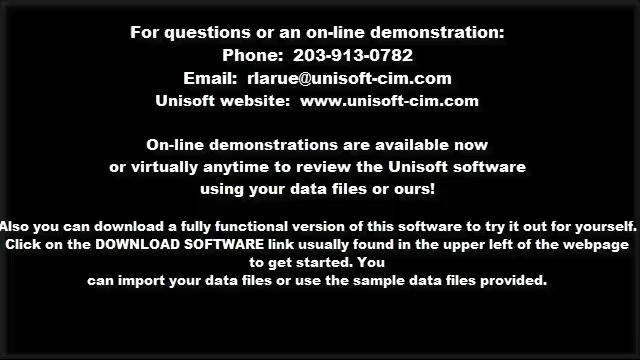 For questions or an on-line demonstration:
Phone: 203-913-0782
Email: rlarue@unisoft-cim.com
Unisoft website: www.unisoft-cim.com
On-line demonstrations are available now
or virtually anytime to review the Unisoft software
using your data files or ours!
Also you can download a fully functional version of this software to try it out for yourself.
Click on the DOWNLOAD SOFTWARE link usually found in the upper left of the webpage
to get started. You
can import your data files or use the sample data files provided.